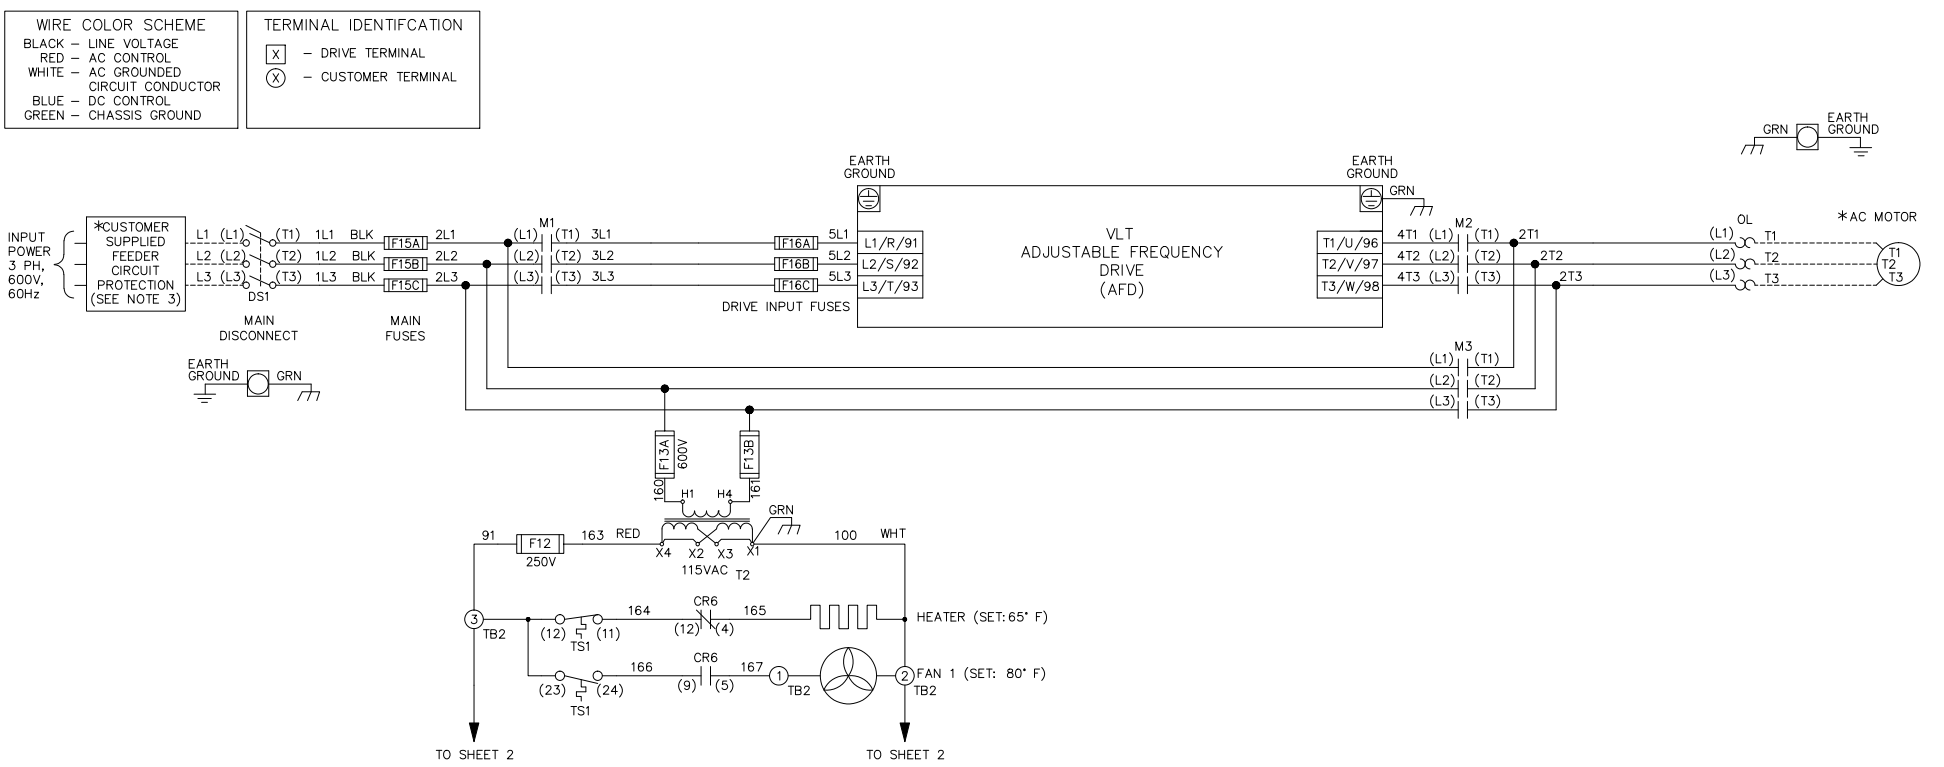 WIRE COLOR SCHEME
BLACK – LINE VOLTAGE
RED – AC CONTROL
WHITE – AC GROUNDED
CIRCUIT CONDUCTOR
BLUE – DC CONTROL
GREEN – CHASSIS GROUND
TERMINAL IDENTIFCATION
X – DRIVE TERMINAL
X – CUSTOMER TERMINAL
GRN
EARTH
GROUND
EARTH
GROUND
EARTH
GROUND
GRN
INPUT
POWER
3 PH,
600V,
60Hz
*CUSTOMER
SUPPLIED
FEEDER
CIRCUIT
PROTECTION
(SEE NOTE 3)
L1 (L1) (T1) 1L1 BLK F15A 2L1 (L1) M1 (T1) 3L1 F16A 5L1 L1/R/91
L2 (L2) (T2) 1L2 BLK F15B 2L2 (L2) (T2) 3L2 F16B 5L2 L2/S/92
L3 (L3) (T3) 1L3 BLK F15C 2L3 (L3) (T3) 3L3 F16C 5L3 L3/T/93
DS1
MAIN
DISCONNECT
MAIN
FUSES
DRIVE INPUT FUSES
VLT
ADJUSTABLE FREQUENCY
DRIVE
(AFD)
T1/U/96 4T1 (L1) M2 (T1) 2T1
T2/V/97 4T2 (L2) (T2) 2T2
T3/W/98 4T3 (L3) (T3) 2T3
OL
(L1) T1
(L2) T2
(L3) T3
*AC MOTOR
T1
T2
T3
EARTH
GROUND
GRN
M3
(L1) (T1)
(L2) (T2)
(L3) (T3)
F13A
600V
F13B
160
161
H1 H4
GRN
91 F12 163 RED
250V
X4 X2 X3 X1
100 WHT
115VAC T2
3
TB2
(12) (11)
TS1
164
CR6
(12) (4)
165
HEATER (SET:65° F)
(23) (24)
TS1
166
CR6
(9) (5)
167
1
TB2
2
TB2
FAN 1 (SET: 80° F)
TO SHEET 2
TO SHEET 2